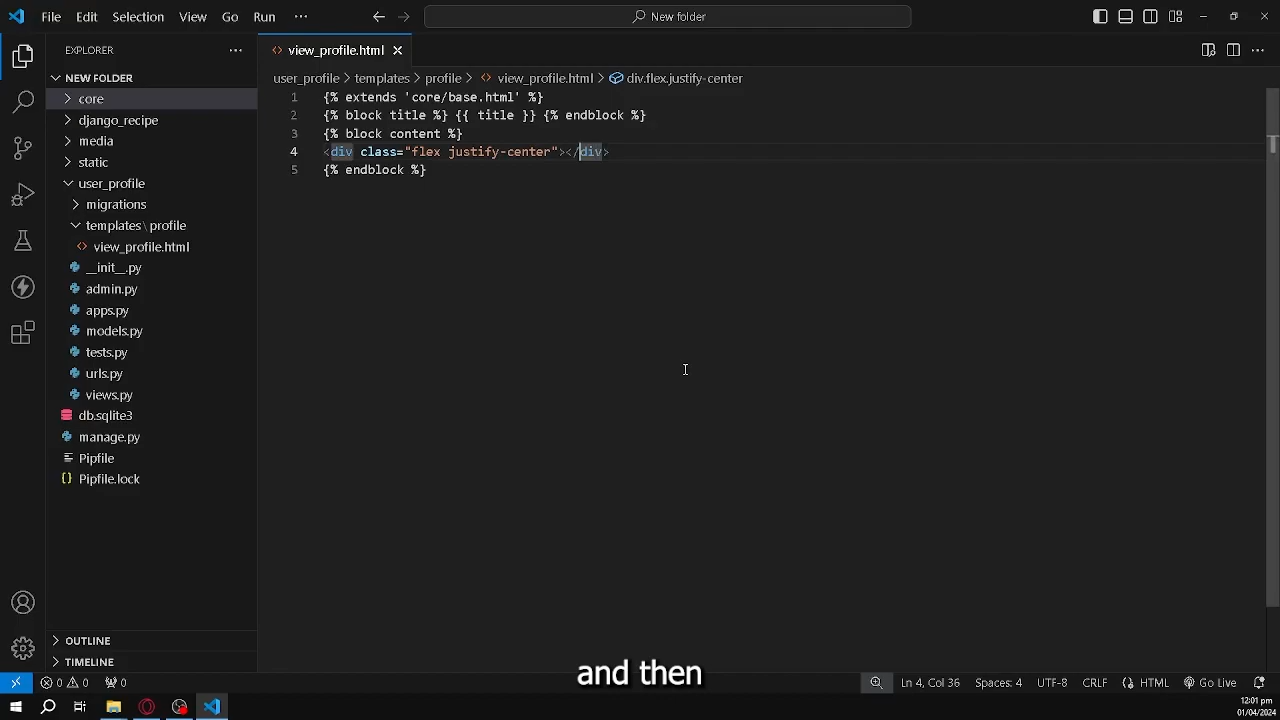 File Edit Selection View Go Run ··· New folder
EXPLORER ···
view_profile.html
user_profile > templates > profile > view_profile.html > div.flex.justify-center
NEW FOLDER
core
django_recipe
media
static
user_profile
migrations
templates\profile
view_profile.html
__init__.py
admin.py
apps.py
models.py
tests.py
urls.py
views.py
db.sqlite3
manage.py
Pipfile
Pipfile.lock
OUTLINE
TIMELINE
1 {% extends 'core/base.html' %}
2 {% block title %} {{ title }} {% endblock %}
3 {% block content %}
4 <div class="flex justify-center"></div>
5 {% endblock %}
and then
0 0 0 Ln 4, Col 36 Spaces: 4 UTF-8 CRLF HTML Go Live
12:01 pm
01/04/2024